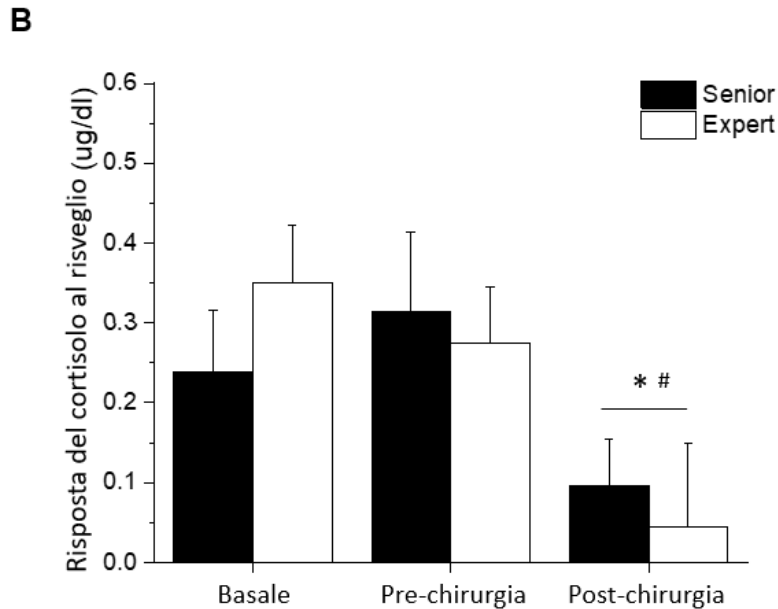 B
Risposta del cortisolo al risveglio (ug/dl)
0.6
0.5
0.4
0.3
0.2
0.1
0.0
Senior
Expert
* #
Basale
Pre-chirurgia
Post-chirurgia